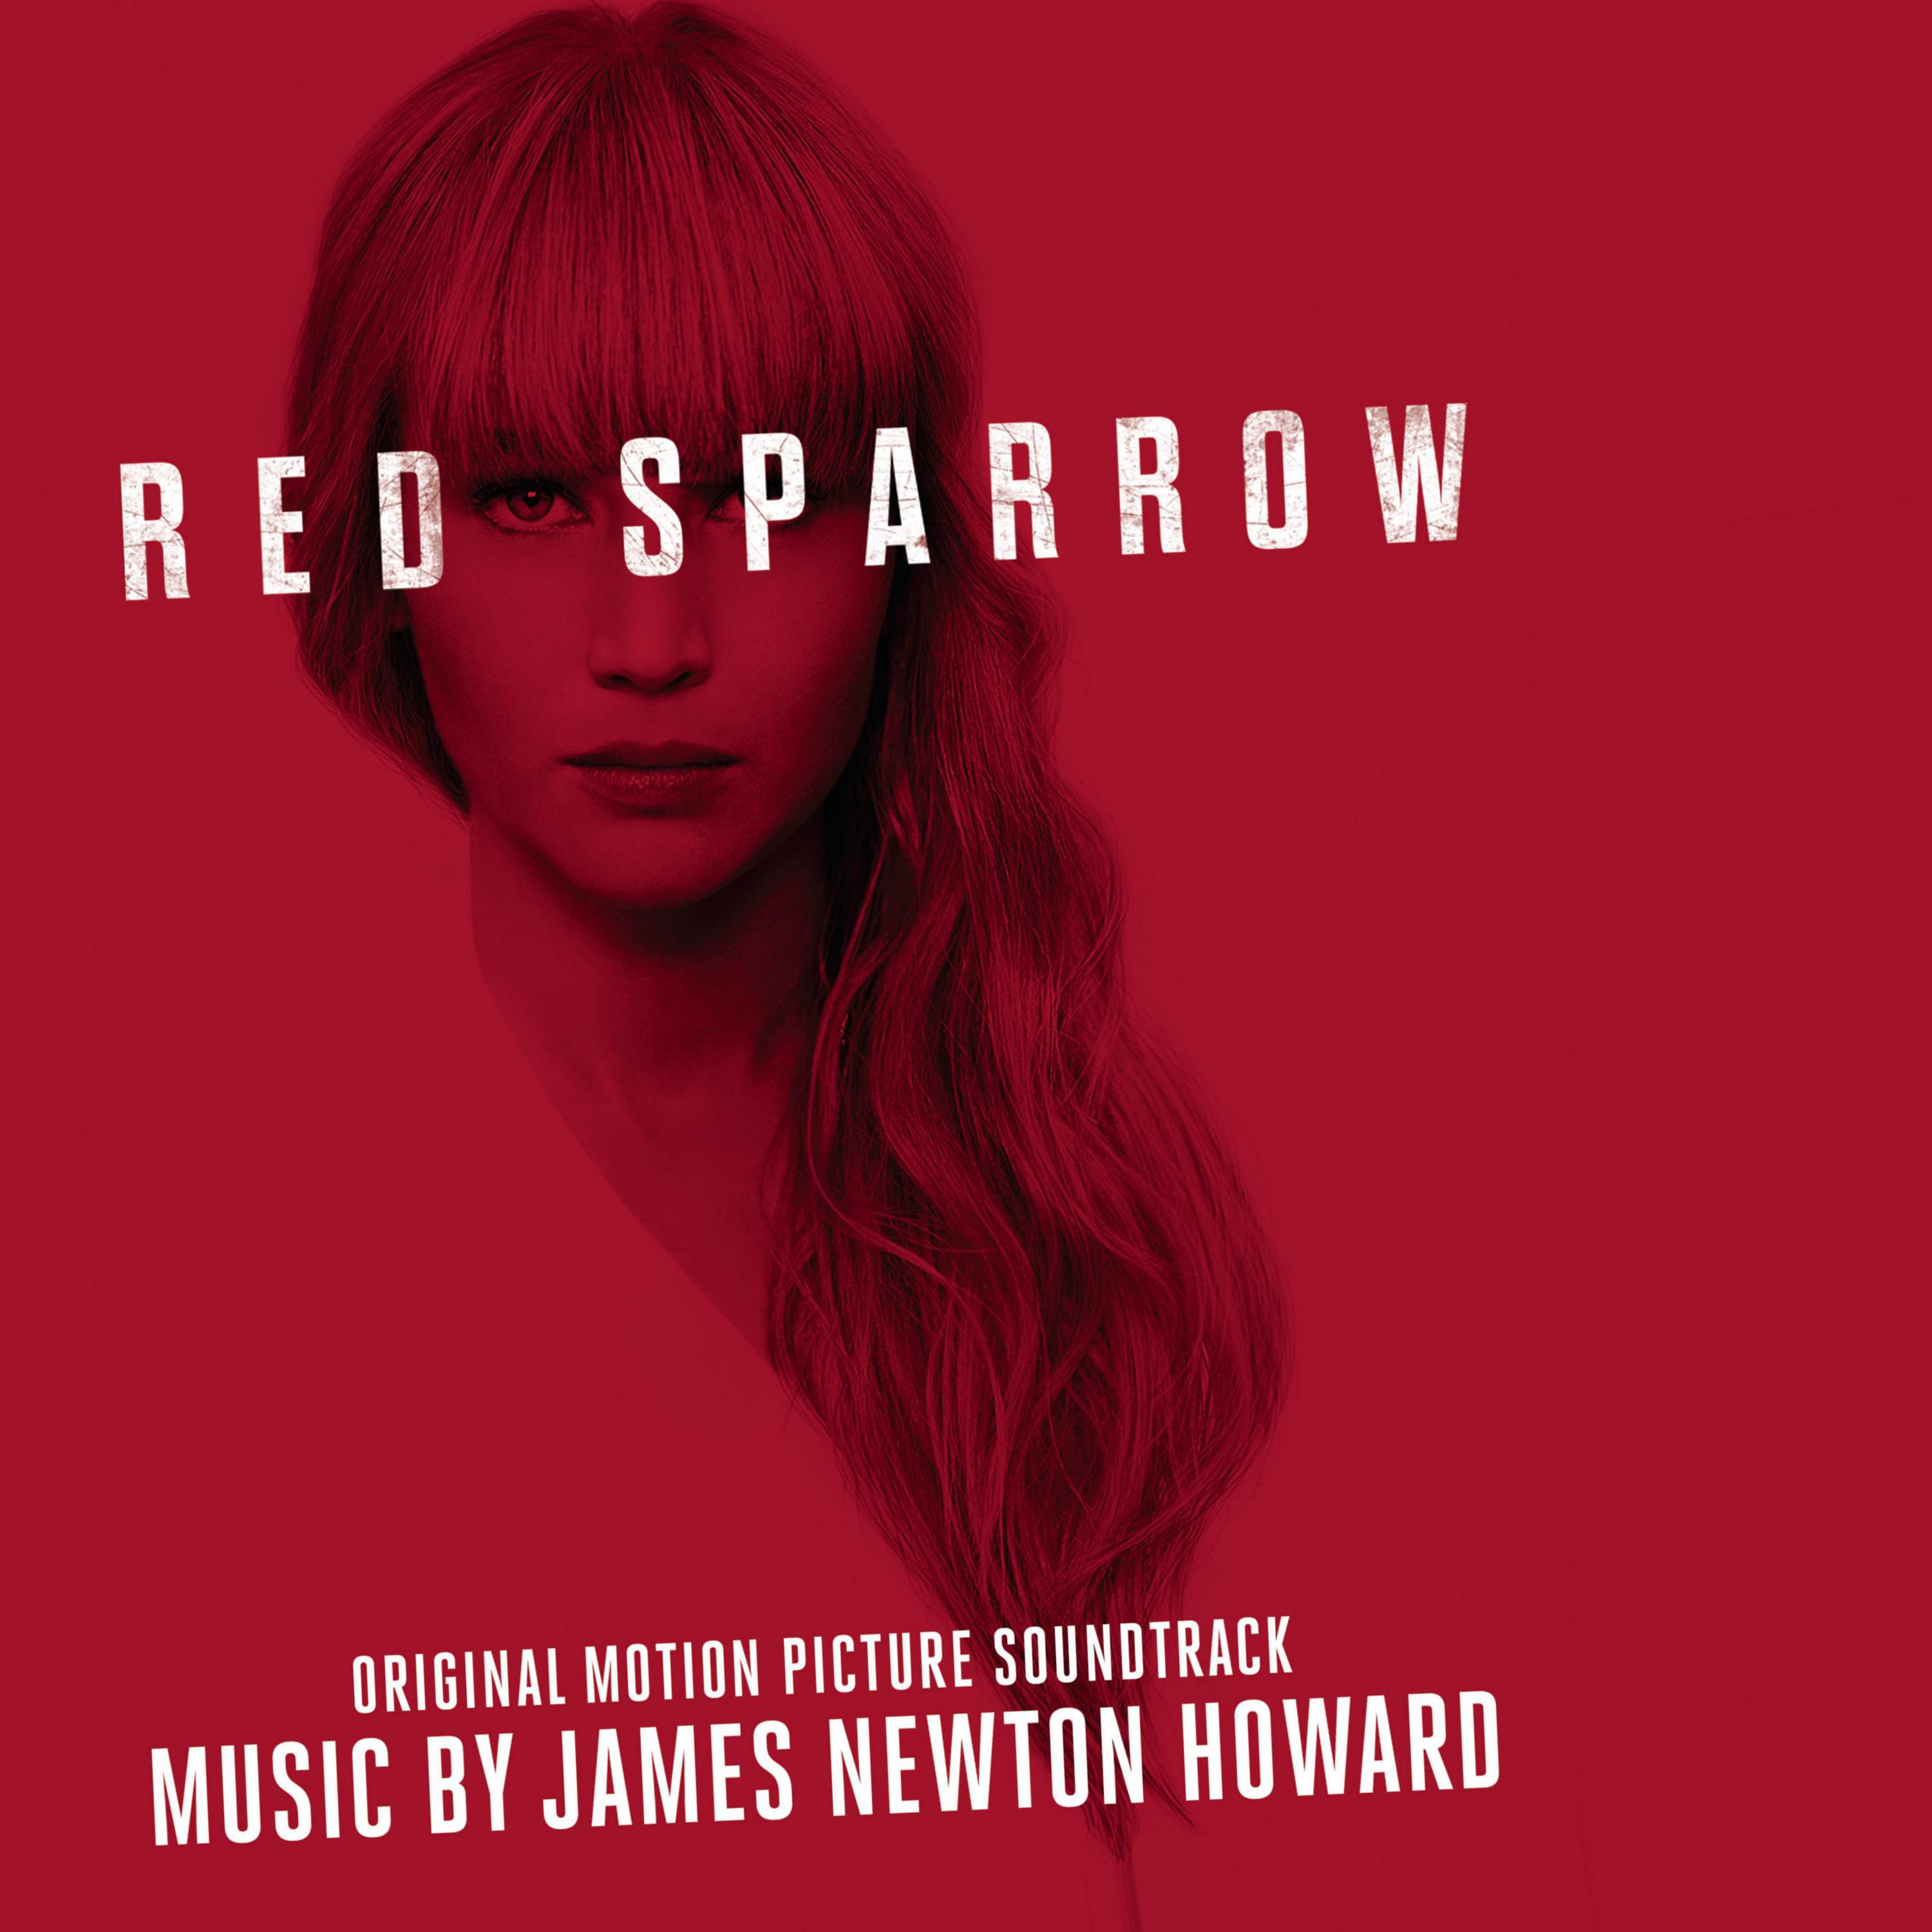 RED SPARROW
ORIGINAL MOTION PICTURE SOUNDTRACK
MUSIC BY JAMES NEWTON HOWARD